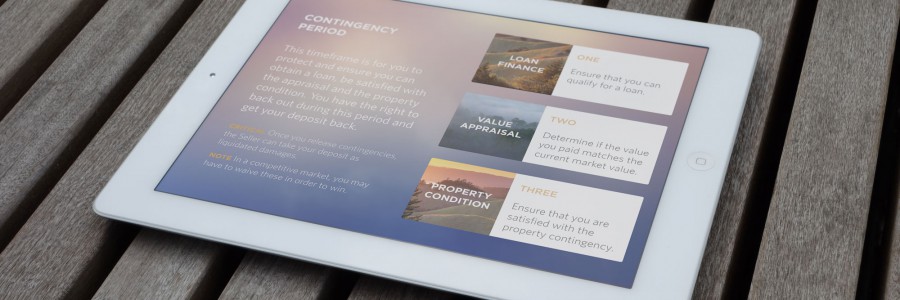 CONTINGENCY
PERIOD
This timeframe is for you to
protect and ensure you can
obtain a loan, be satisfied with
the appraisal and the property
condition. You have the right to
back out during this period and
get your deposit back.
Once you release contingencies,
the Seller can take your deposit as
liquidated damages.
NOTE In a competitive market, you may
have to waive these in order to win.
LOAN
FINANCE
ONE
Ensure that you can
qualify for a loan.
VALUE
APPRAISAL
TWO
Determine if the value
you paid matches the
current market value.
PROPERTY
CONDITION
THREE
Ensure that you are
satisfied with the
property contingency.